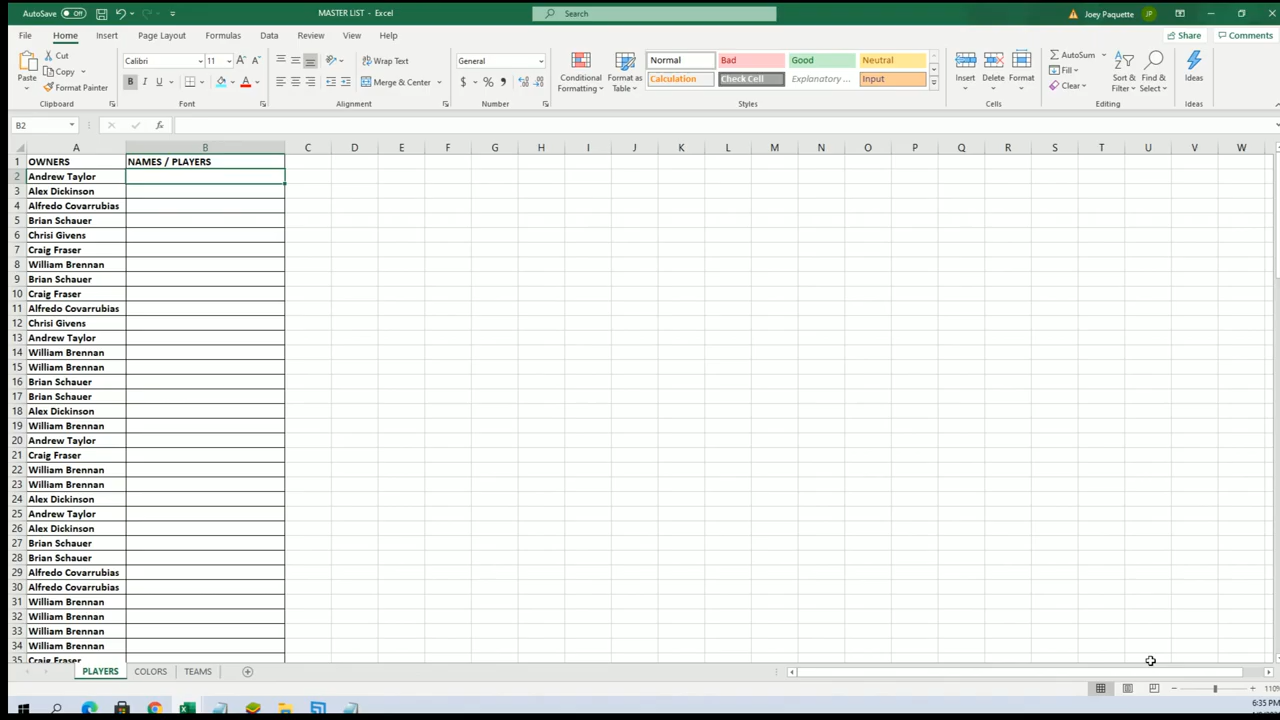 AutoSave Off MASTER LIST - Excel Search Joey Paquette JP
File Home Insert Page Layout Formulas Data Review View Help Share Comments
Paste Cut Copy Format Painter Clipboard
Calibri 11 A A B I U A Font
Wrap Text Merge & Center Alignment
General $ % 9 Number
Conditional Formatting Format as Table
Normal Bad Good Neutral
Calculation Check Cell Explanatory ... Input
Styles
Insert Delete Format Cells
AutoSum Fill Clear Sort & Filter Find & Select Editing
Ideas Ideas
B2 fx
A B C D E F G H I J K L M N O P Q R S T U V W
1 OWNERS NAMES / PLAYERS
2 Andrew Taylor
3 Alex Dickinson
4 Alfredo Covarrubias
5 Brian Schauer
6 Chrisi Givens
7 Craig Fraser
8 William Brennan
9 Brian Schauer
10 Craig Fraser
11 Alfredo Covarrubias
12 Chrisi Givens
13 Andrew Taylor
14 William Brennan
15 William Brennan
16 Brian Schauer
17 Brian Schauer
18 Alex Dickinson
19 William Brennan
20 Andrew Taylor
21 Craig Fraser
22 William Brennan
23 William Brennan
24 Alex Dickinson
25 Andrew Taylor
26 Alex Dickinson
27 Brian Schauer
28 Brian Schauer
29 Alfredo Covarrubias
30 Alfredo Covarrubias
31 William Brennan
32 William Brennan
33 William Brennan
34 William Brennan
35 Craig Fraser
PLAYERS COLORS TEAMS
110%
6:35 PM